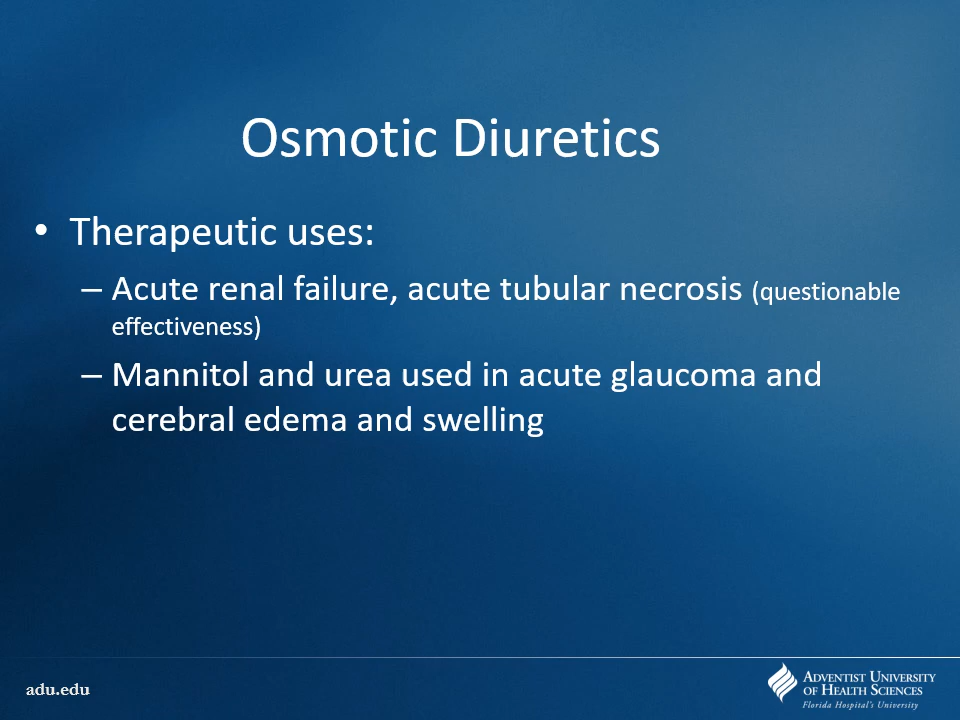 Osmotic Diuretics
• Therapeutic uses:
– Acute renal failure, acute tubular necrosis (questionable
effectiveness)
– Mannitol and urea used in acute glaucoma and
cerebral edema and swelling
adu.edu
ADVENTIST UNIVERSITY
OF HEALTH SCIENCES
Florida Hospital's University